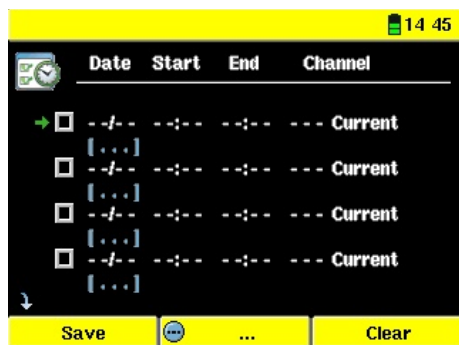 14 45
Date Start End Channel
--/-- --:-- --:-- --- Current
[...]
--/-- --:-- --:-- --- Current
[...]
--/-- --:-- --:-- --- Current
[...]
--/-- --:-- --:-- --- Current
[...]
Save ... Clear